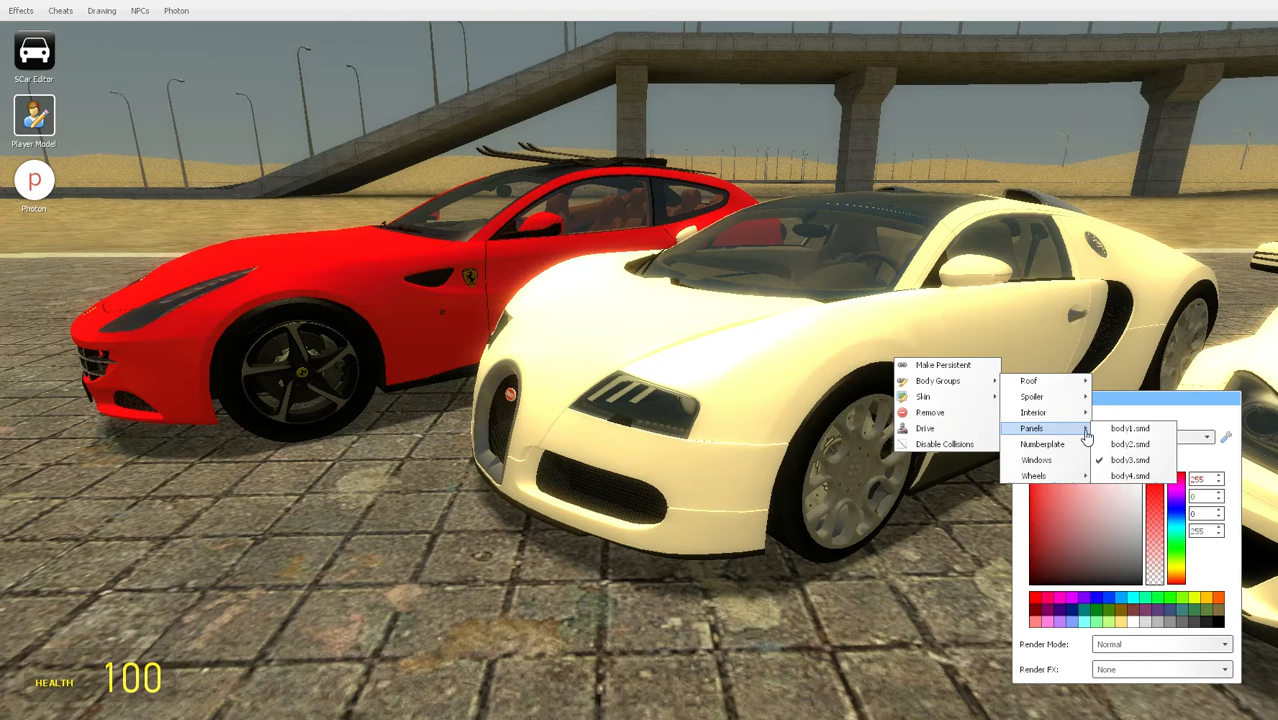 Effects Cheats Drawing NPCs Photon
SCar Editor
Player Model
p
Photon
Make Persistent
Body Groups
Skin
Remove
Drive
Disable Collisions
Roof
Spoiler
Interior
Panels
Numberplate
Windows
Wheels
body1.smd
body2.smd
body3.smd
body4.smd
255
0
0
255
Render Mode: Normal
Render FX: None
HEALTH 100